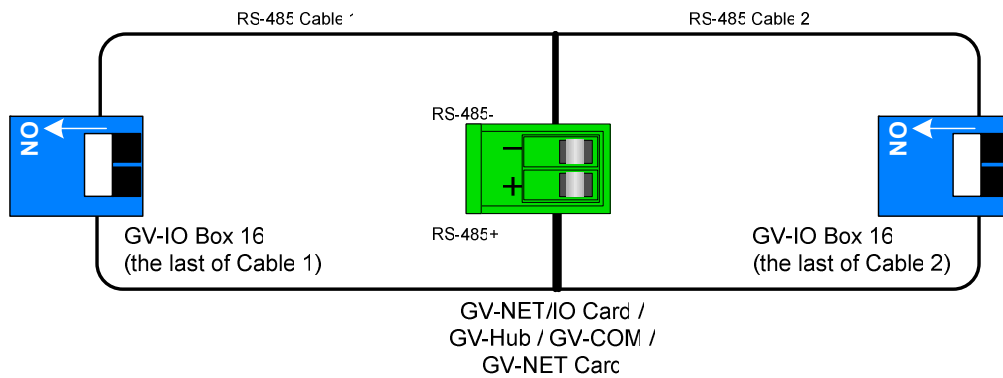 RS-485 Cable 1
RS-485 Cable 2
RS-485-
ON
ON
−
+
RS-485+
GV-IO Box 16
(the last of Cable 1)
GV-IO Box 16
(the last of Cable 2)
GV-NET/IO Card /
GV-Hub / GV-COM /
GV-NET Card